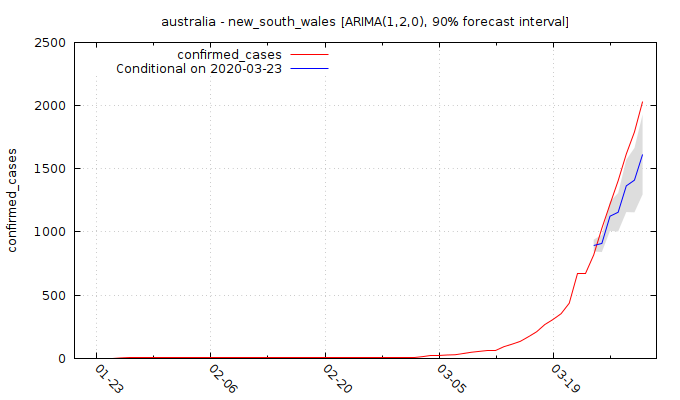 australia - new_south_wales [ARIMA(1,2,0), 90% forecast interval]
2500
2000
1500
1000
500
0
confirmed_cases
confirmed_cases
Conditional on 2020-03-23
01-23
02-06
02-20
03-05
03-19